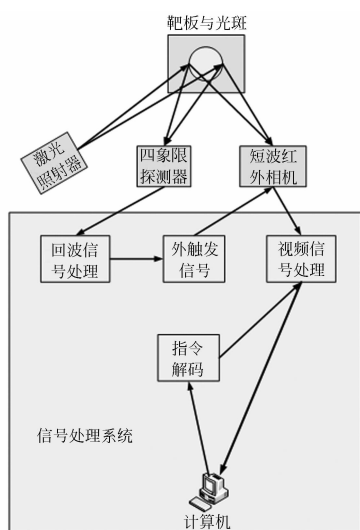 靶板与光斑
激光
照射器
四象限
探测器
短波红
外相机
回波信
号处理
外触发
信号
视频信
号处理
指令
解码
信号处理系统
计算机